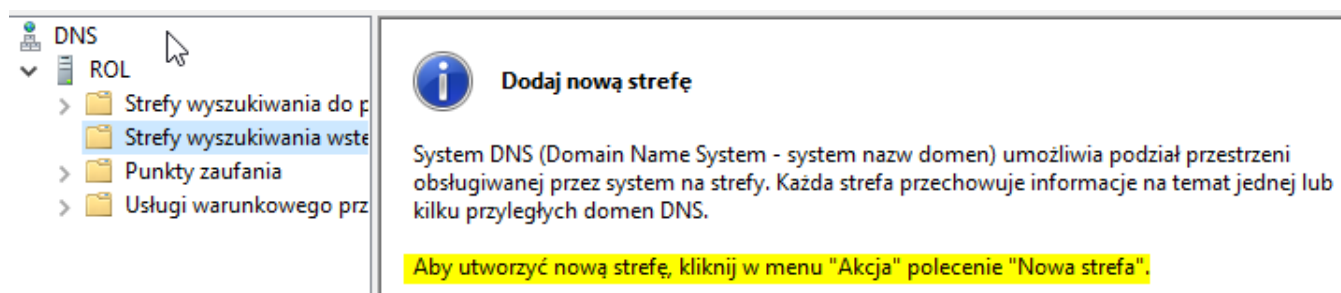 DNS
ROL
Strefy wyszukiwania do p
Strefy wyszukiwania wste
Punkty zaufania
Usługi warunkowego prz
Dodaj nową strefę
System DNS (Domain Name System - system nazw domen) umożliwia podział przestrzeni
obsługiwanej przez system na strefy. Każda strefa przechowuje informacje na temat jednej lub
kilku przyległych domen DNS.
Aby utworzyć nową strefę, kliknij w menu "Akcja" polecenie "Nowa strefa".